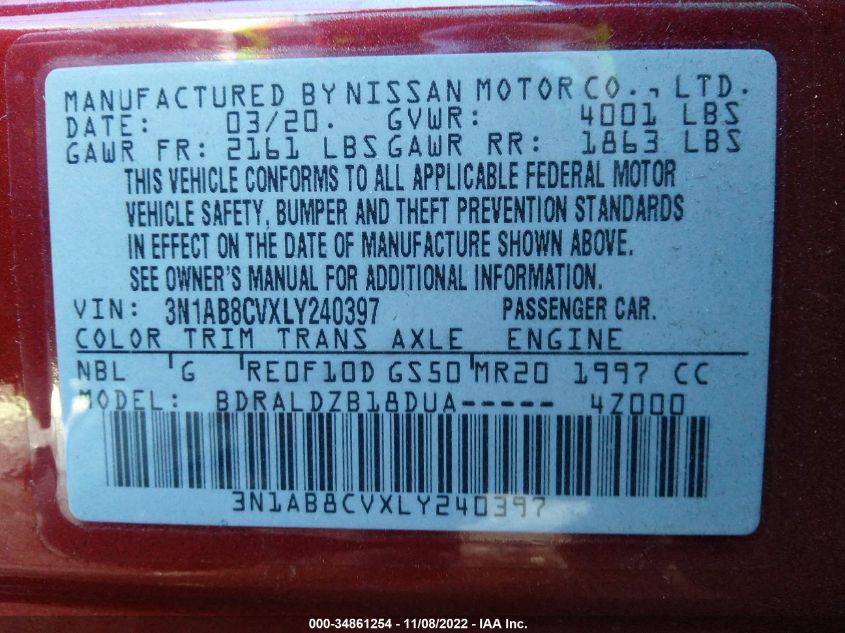 MANUFACTURED BY NISSAN MOTOR CO., LTD.
DATE: 03/20. GVWR: 4001 LBS
GAWR FR: 2161 LBS GAWR RR: 1863 LBS
THIS VEHICLE CONFORMS TO ALL APPLICABLE FEDERAL MOTOR
VEHICLE SAFETY, BUMPER AND THEFT PREVENTION STANDARDS
IN EFFECT ON THE DATE OF MANUFACTURE SHOWN ABOVE.
SEE OWNER'S MANUAL FOR ADDITIONAL INFORMATION.
VIN: 3N1AB8CVXLY240397 PASSENGER CAR.
COLOR TRIM TRANS AXLE ENGINE
NBL G RE0F10D GS50 MR20 1997 CC
MODEL: BDRALDZB18DUA----- 4Z000
3N1AB8CVXLY240397
000-34861254 - 11/08/2022 - IAA Inc.